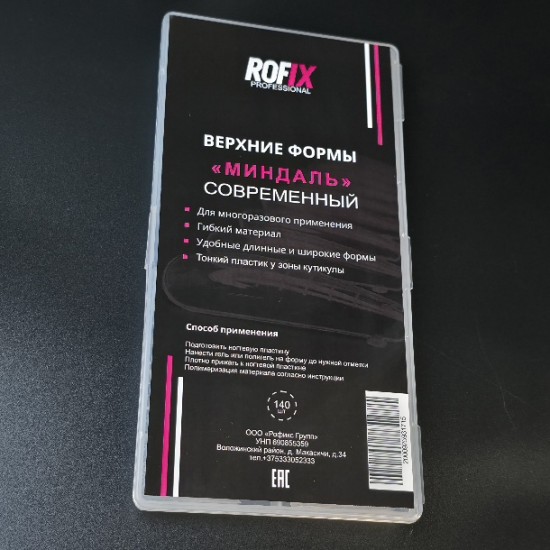 ROFIX
PROFESSIONAL
ВЕРХНИЕ ФОРМЫ
«МИНДАЛЬ»
СОВРЕМЕННЫЙ
Для многоразового применения
Гибкий материал
Удобные длинные и широкие формы
Тонкий пластик у зоны кутикулы
Способ применения
Подготовить ногтевую пластину
Нанести гель или полигель на форму до нужной отметки
Плотно прижать к ногтевой пластине
Полимеризация материала согласно инструкции
140
шт
ООО «Рофикс Групп»
УНП 690855359
Воложинский район, д. Макасичи, д.34
тел.+375333052333
EAC